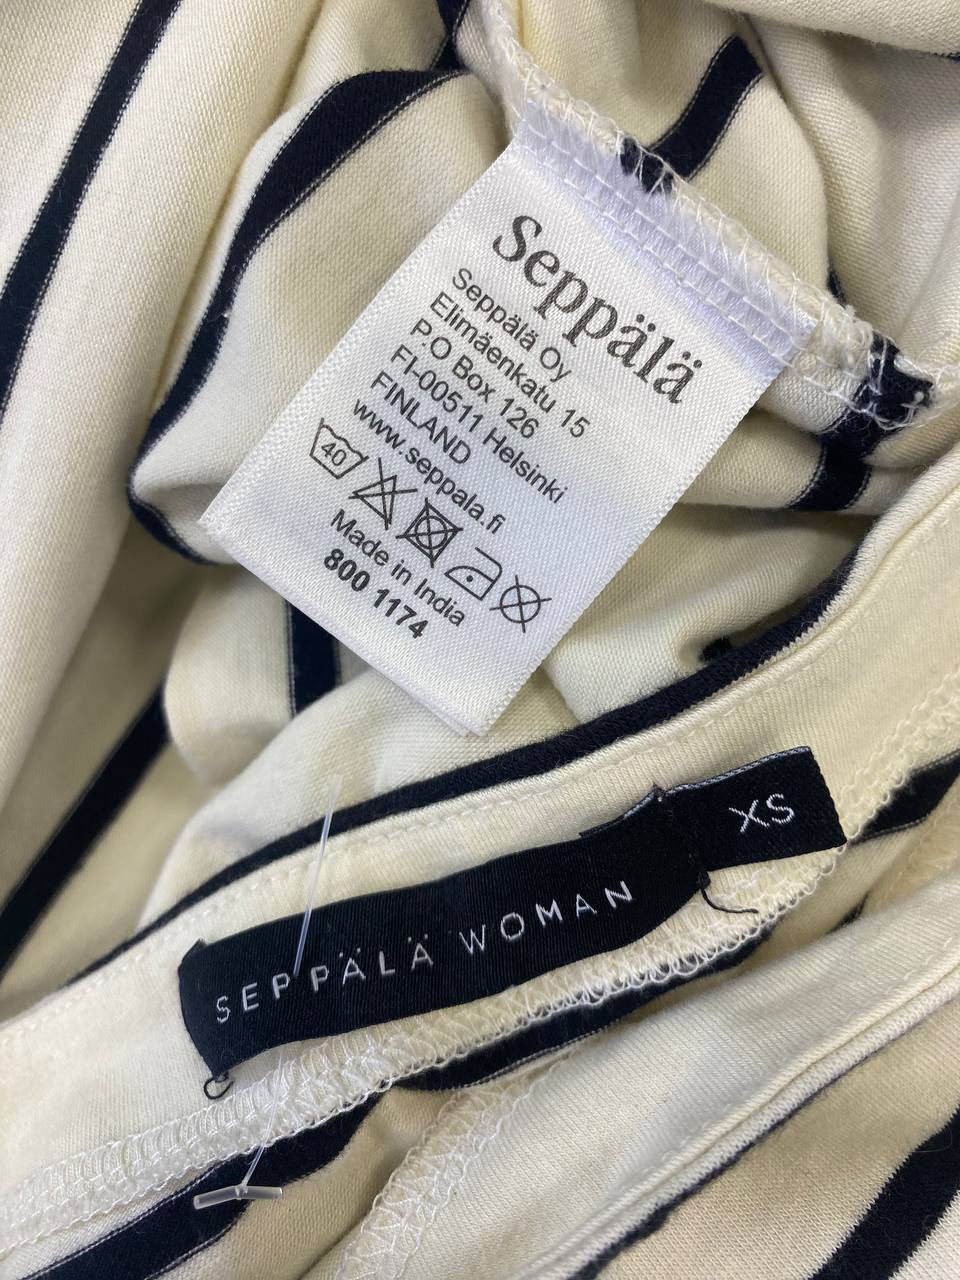 Seppälä
Seppälä Oy
Elimäenkatu 15
P.O Box 126
FI-00511 Helsinki
FINLAND
www.seppala.fi
40
Made in India
800 1174
XS
SEPPÄLÄ WOMAN